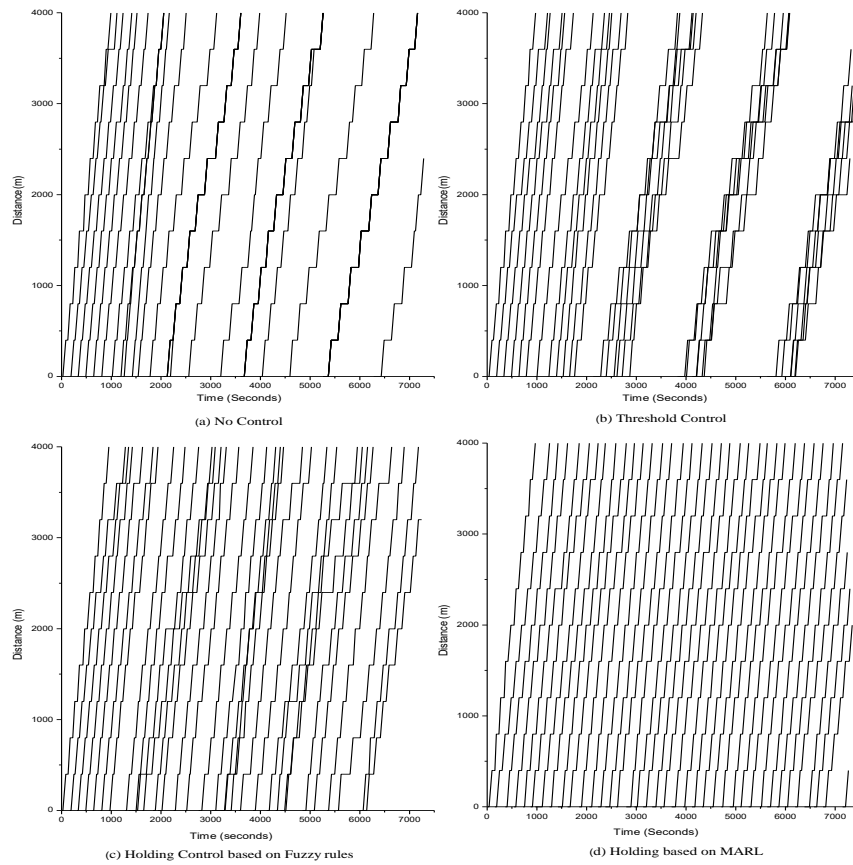 4000
3000
2000
1000
0
Distance (m)
0 1000 2000 3000 4000 5000 6000 7000
Time (Seconds)
(a) No Control
4000
3000
2000
1000
0
Distance (m)
0 1000 2000 3000 4000 5000 6000 7000
Time (Seconds)
(b) Threshold Control
4000
3000
2000
1000
0
Distance (m)
0 1000 2000 3000 4000 5000 6000 7000
Time (seconds)
(c) Holding Control based on Fuzzy rules
4000
3000
2000
1000
0
Distance (m)
0 1000 2000 3000 4000 5000 6000 7000
Time (Seconds)
(d) Holding based on MARL